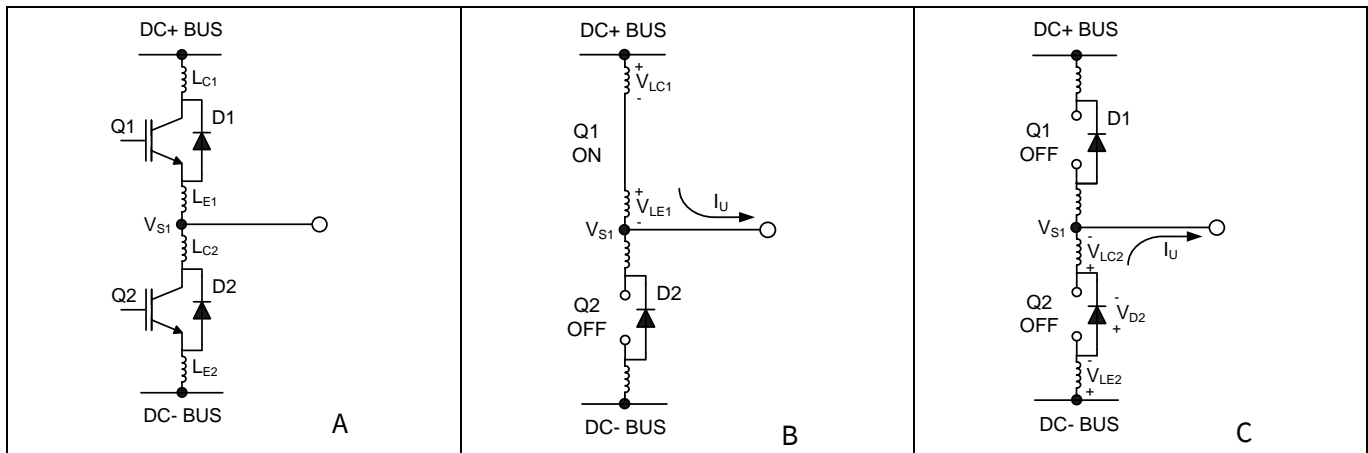 DC+ BUS
LC1
Q1
D1
LE1
VS1
LC2
Q2
D2
LE2
DC- BUS
A
DC+ BUS
+
VLC1
-
Q1
ON
+
VLE1
-
IU
VS1
Q2
OFF
D2
DC- BUS
B
DC+ BUS
Q1
OFF
D1
VS1
-
VLC2
+
IU
Q2
OFF
-
VD2
+
-
VLE2
+
DC- BUS
C